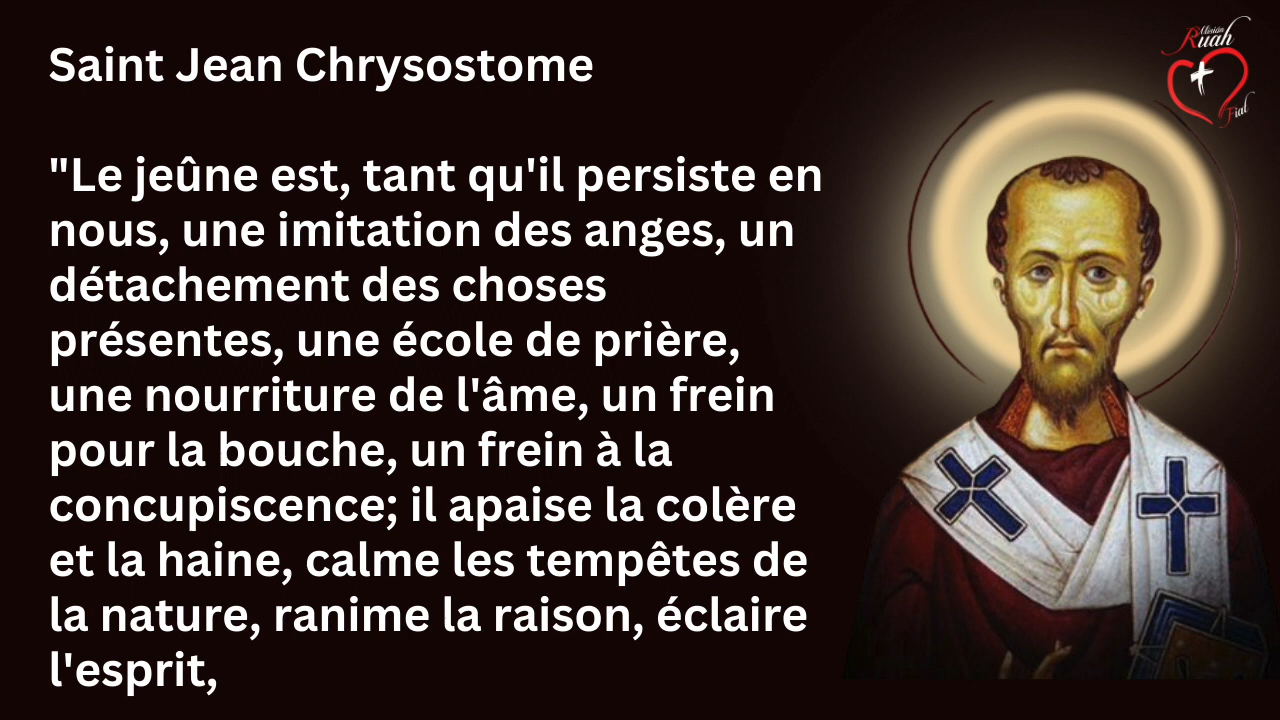 Saint Jean Chrysostome
"Le jeûne est, tant qu'il persiste en
nous, une imitation des anges, un
détachement des choses
présentes, une école de prière,
une nourriture de l'âme, un frein
pour la bouche, un frein à la
concupiscence; il apaise la colère
et la haine, calme les tempêtes de
la nature, ranime la raison, éclaire
l'esprit,
Ruah
Fial